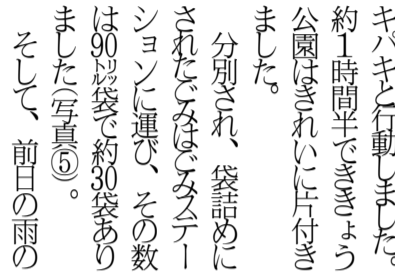 キパキと行動しました。
約1時間半でききょう
公園はきれいに片付き
ました。
分別され、袋詰めに
されたごみはごみステー
ションに運び、その数
は90㍑袋で約30袋あり
ました(写真⑤)。
そして、前日の雨の